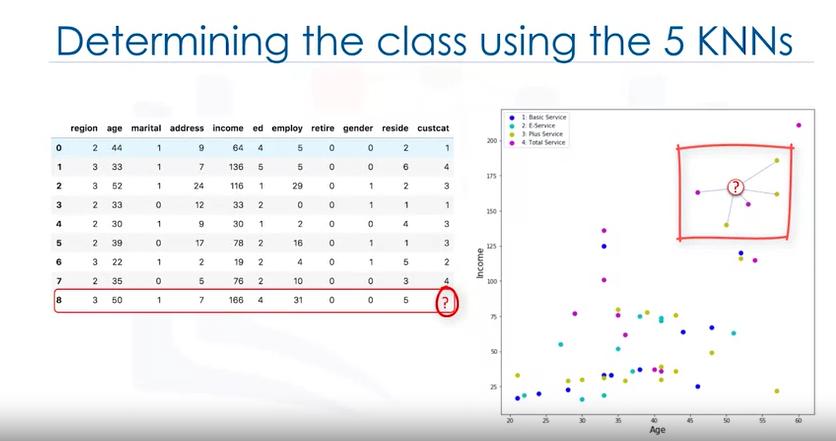 Determining the class using the 5 KNNs
region age marital address income ed employ retire gender reside custcat
0 2 44 1 9 64 4 5 0 0 2 1
1 3 33 1 7 136 5 5 0 0 6 4
2 3 52 1 24 116 1 29 0 1 2 3
3 2 33 0 12 33 2 0 0 1 1 1
4 2 30 1 9 30 1 2 0 0 4 3
5 2 39 0 17 78 2 16 0 1 1 3
6 3 22 1 2 19 2 4 0 1 5 2
7 2 35 0 5 76 2 10 0 0 3 4
8 3 50 1 7 166 4 31 0 0 5 ?
1: Basic Service
2: E-Service
3: Plus Service
4: Total Service
?
200
175
150
125
100
75
50
25
Income
20 25 30 35 40 45 50 55 60
Age